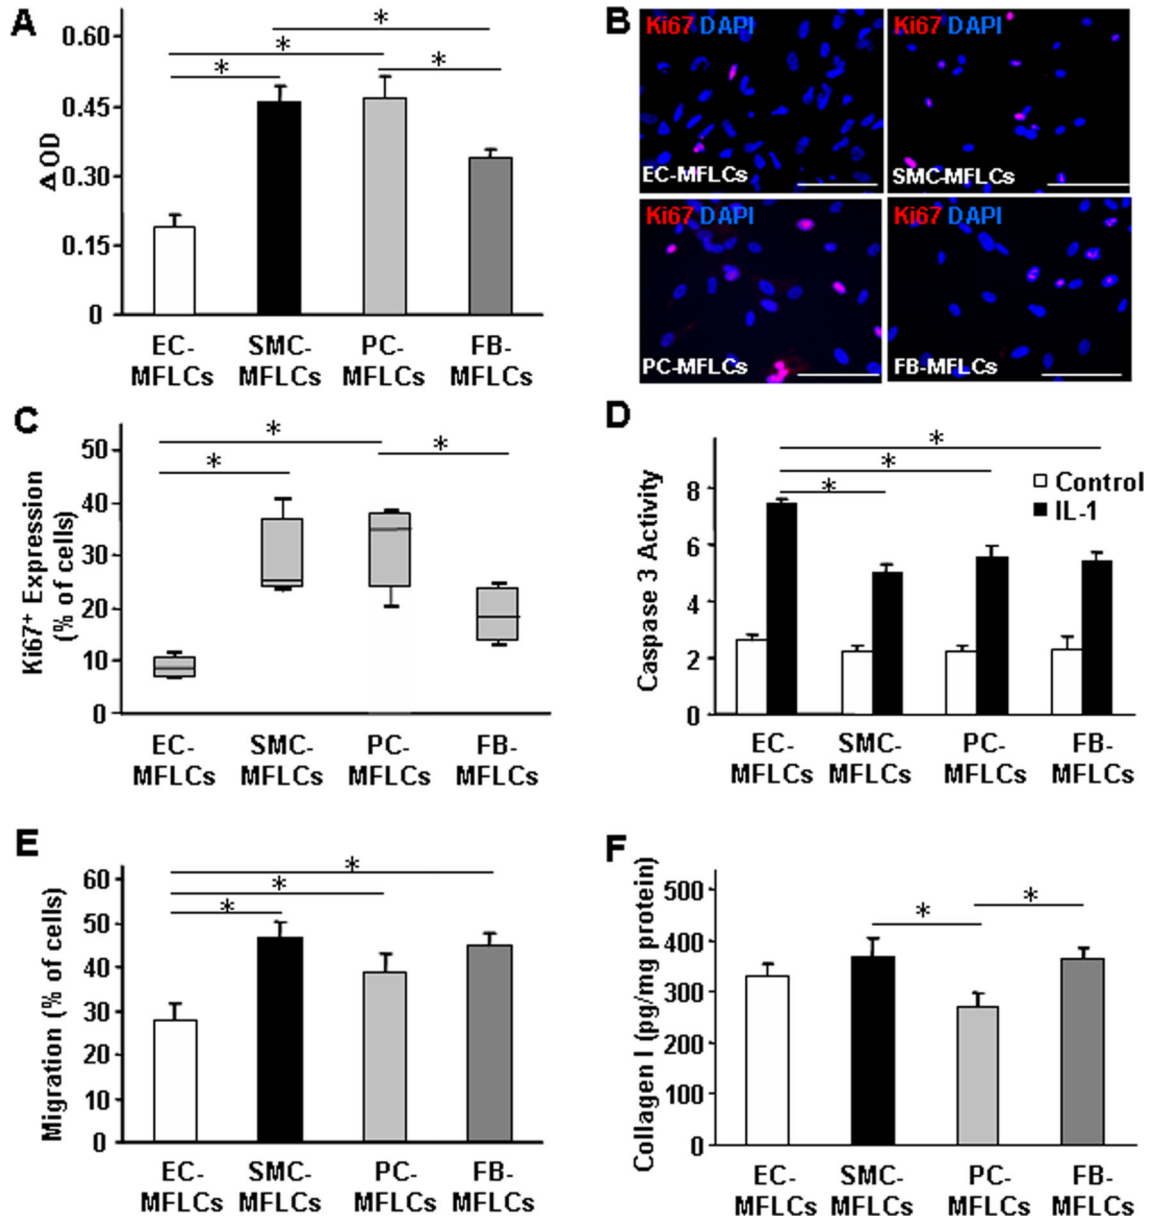 A
Δ OD
0.60
0.45
0.30
0.15
0
*
*
*
*
EC-
MFLCs
SMC-
MFLCs
PC-
MFLCs
FB-
MFLCs
B
Ki67 DAPI
EC-MFLCs
Ki67 DAPI
SMC-MFLCs
Ki67 DAPI
PC-MFLCs
Ki67 DAPI
FB-MFLCs
C
Ki67+ Expression
(% of cells)
50
40
30
20
10
0
*
*
*
EC-
MFLCs
SMC-
MFLCs
PC-
MFLCs
FB-
MFLCs
D
Caspase 3 Activity
8
6
4
2
0
*
*
*
Control
IL-1
EC-
MFLCs
SMC-
MFLCs
PC-
MFLCs
FB-
MFLCs
E
Migration (% of cells)
60
50
40
30
20
10
0
*
*
*
EC-
MFLCs
SMC-
MFLCs
PC-
MFLCs
FB-
MFLCs
F
Collagen I (pg/mg protein)
500
400
300
200
100
0
*
*
EC-
MFLCs
SMC-
MFLCs
PC-
MFLCs
FB-
MFLCs